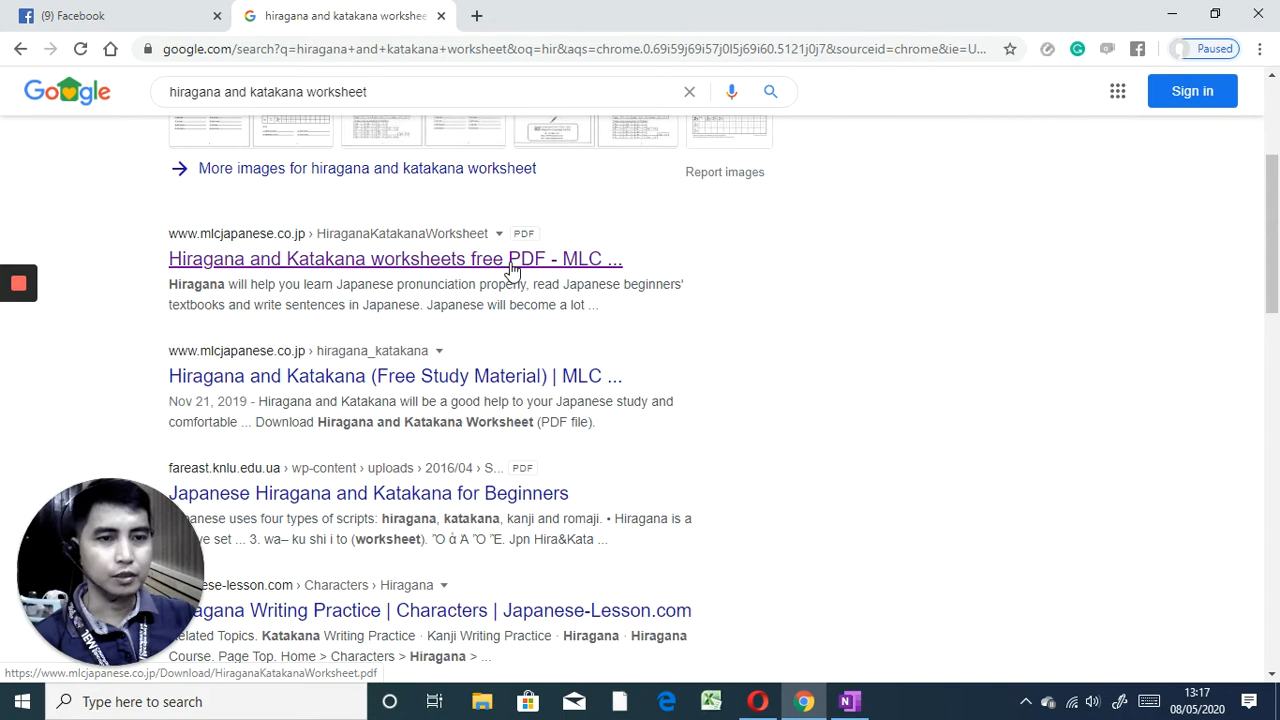 (9) Facebook
hiragana and katakana workshee
google.com/search?q=hiragana+and+katakana+worksheet&oq=hir&aqs=chrome.0.69i59j69i57j0l5j69i60.5121j0j7&sourceid=chrome&ie=U...
Paused
Google
hiragana and katakana worksheet
Sign in
More images for hiragana and katakana worksheet
Report images
www.mlcjapanese.co.jp › HiraganaKatakanaWorksheet
PDF
Hiragana and Katakana worksheets free PDF - MLC ...
Hiragana will help you learn Japanese pronunciation properly, read Japanese beginners'
textbooks and write sentences in Japanese. Japanese will become a lot ...
www.mlcjapanese.co.jp › hiragana_katakana
Hiragana and Katakana (Free Study Material) | MLC ...
Nov 21, 2019 - Hiragana and Katakana will be a good help to your Japanese study and
comfortable ... Download Hiragana and Katakana Worksheet (PDF file).
fareast.knlu.edu.ua › wp-content › uploads › 2016/04 › S...
PDF
Japanese Hiragana and Katakana for Beginners
panese uses four types of scripts: hiragana, katakana, kanji and romaji. • Hiragana is a
ve set ... 3. wa– ku shi i to (worksheet). Ὂ ά Ά Ὂ Ἔ. Jpn Hira&Kata ...
ese-lesson.com › Characters › Hiragana
agana Writing Practice | Characters | Japanese-Lesson.com
elated Topics. Katakana Writing Practice · Kanji Writing Practice · Hiragana · Hiragana
Course. Page Top. Home > Characters > Hiragana > ...
https://www.mlcjapanese.co.jp/Download/HiraganaKatakanaWorksheet.pdf
Type here to search
13:17
08/05/2020